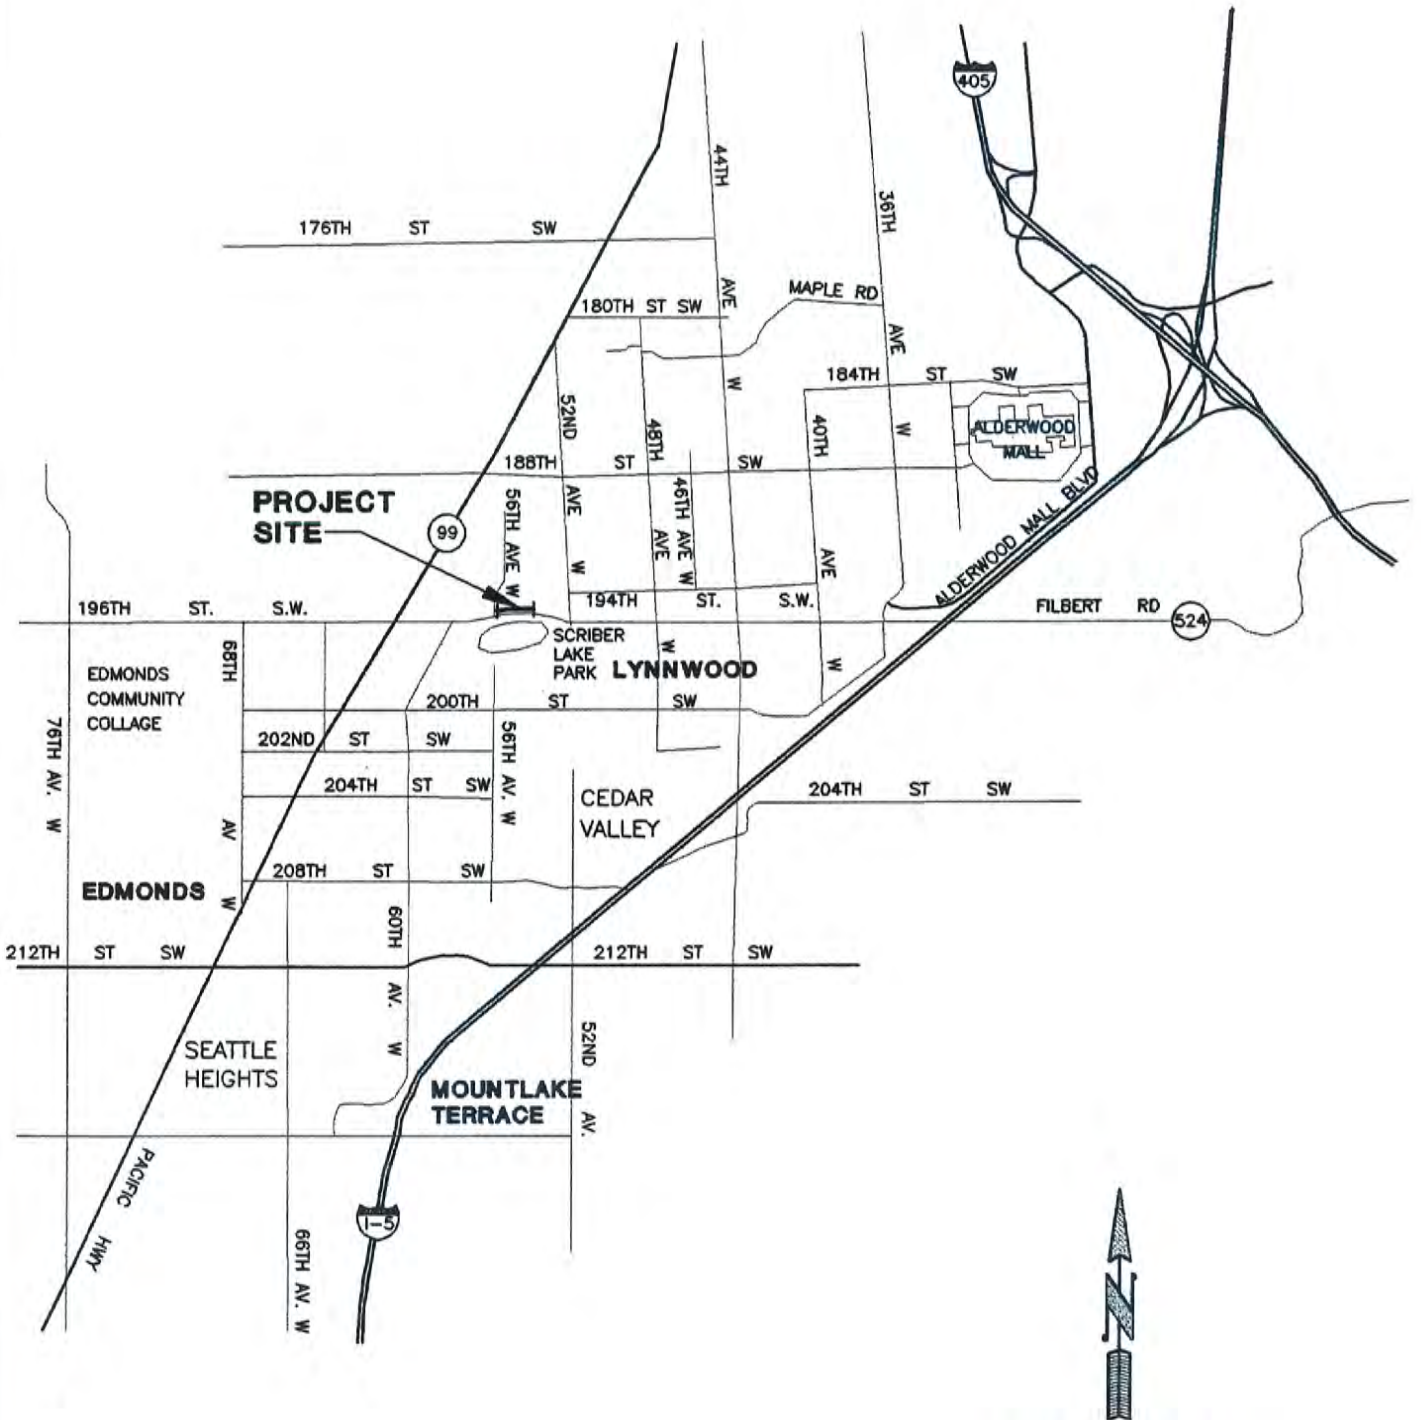 405
44TH
AVE
W
36TH
AVE
W
176TH ST SW
MAPLE RD
180TH ST SW
184TH ST SW
ALDERWOOD
MALL
52ND
AVE
W
48TH
AVE
W
40TH
AVE
W
188TH ST SW
46TH AVE W
56TH AVE W
PROJECT
SITE
99
ALDERWOOD MALL BLVD
196TH ST. S.W.
194TH ST. S.W.
FILBERT RD
524
SCRIBER
LAKE
PARK
LYNNWOOD
68TH
AV
W
EDMONDS
COMMUNITY
COLLAGE
76TH AV. W
200TH ST SW
202ND ST SW
56TH AV. W
204TH ST SW
204TH ST SW
CEDAR
VALLEY
208TH ST SW
EDMONDS
60TH
AV.
W
212TH ST SW
212TH ST SW
SEATTLE
HEIGHTS
52ND
AV.
MOUNTLAKE
TERRACE
PACIFIC
HWY
I-5
66TH AV. W
N